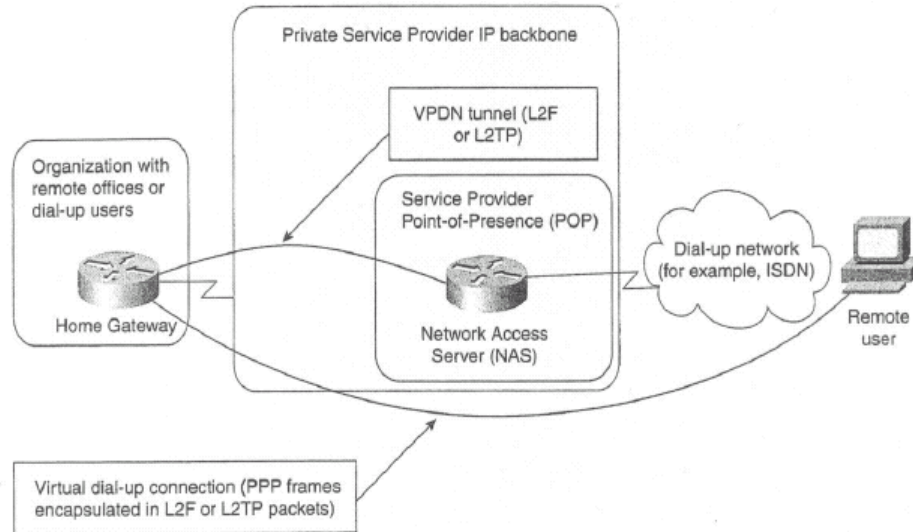 Private Service Provider IP backbone
VPDN tunnel (L2F
or L2TP)
Organization with
remote offices or
dial-up users
Service Provider
Point-of-Presence (POP)
Dial-up network
(for example, ISDN)
Home Gateway
Network Access
Server (NAS)
Remote
user
Virtual dial-up connection (PPP frames
encapsulated in L2F or L2TP packets)